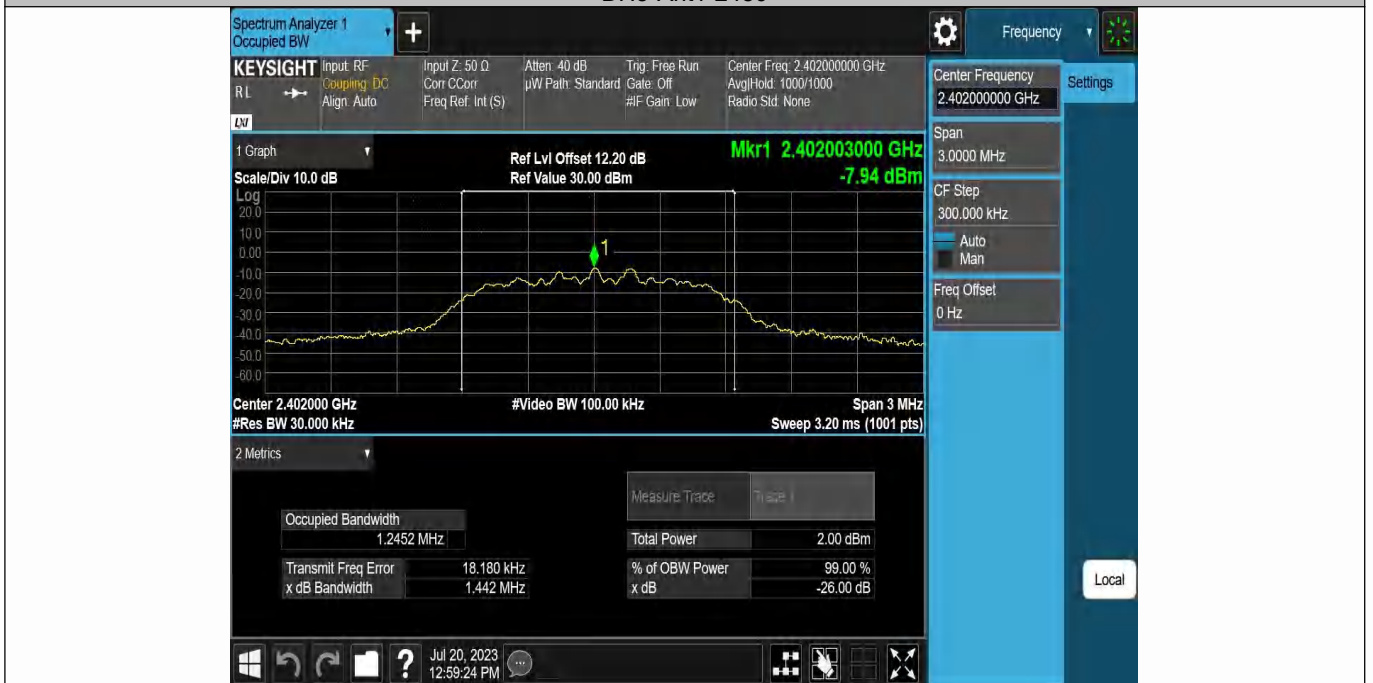 Spectrum Analyzer 1
Occupied BW
+
Frequency
KEYSIGHT
RL
LXI
Input: RF
Coupling: DC
Align: Auto
Input Z: 50 Ω
Corr CCorr
Freq Ref: Int (S)
Atten: 40 dB
µW Path: Standard
Trig: Free Run
Gate: Off
#IF Gain: Low
Center Freq: 2.402000000 GHz
Avg|Hold: 1000/1000
Radio Std: None
Center Frequency
2.402000000 GHz
Settings
Span
3.0000 MHz
CF Step
300.000 kHz
Auto
Man
Freq Offset
0 Hz
Local
1 Graph
Scale/Div 10.0 dB
Ref Lvl Offset 12.20 dB
Ref Value 30.00 dBm
Mkr1 2.402003000 GHz
-7.94 dBm
Log
20.0
10.0
0.00
-10.0
-20.0
-30.0
-40.0
-50.0
-60.0
1
Center 2.402000 GHz
#Video BW 100.00 kHz
Span 3 MHz
#Res BW 30.000 kHz
Sweep 3.20 ms (1001 pts)
2 Metrics
Measure Trace
Trace 1
Occupied Bandwidth
1.2452 MHz
Total Power 2.00 dBm
Transmit Freq Error 18.180 kHz
% of OBW Power 99.00 %
x dB Bandwidth 1.442 MHz
x dB -26.00 dB
?
Jul 20, 2023
12:59:24 PM